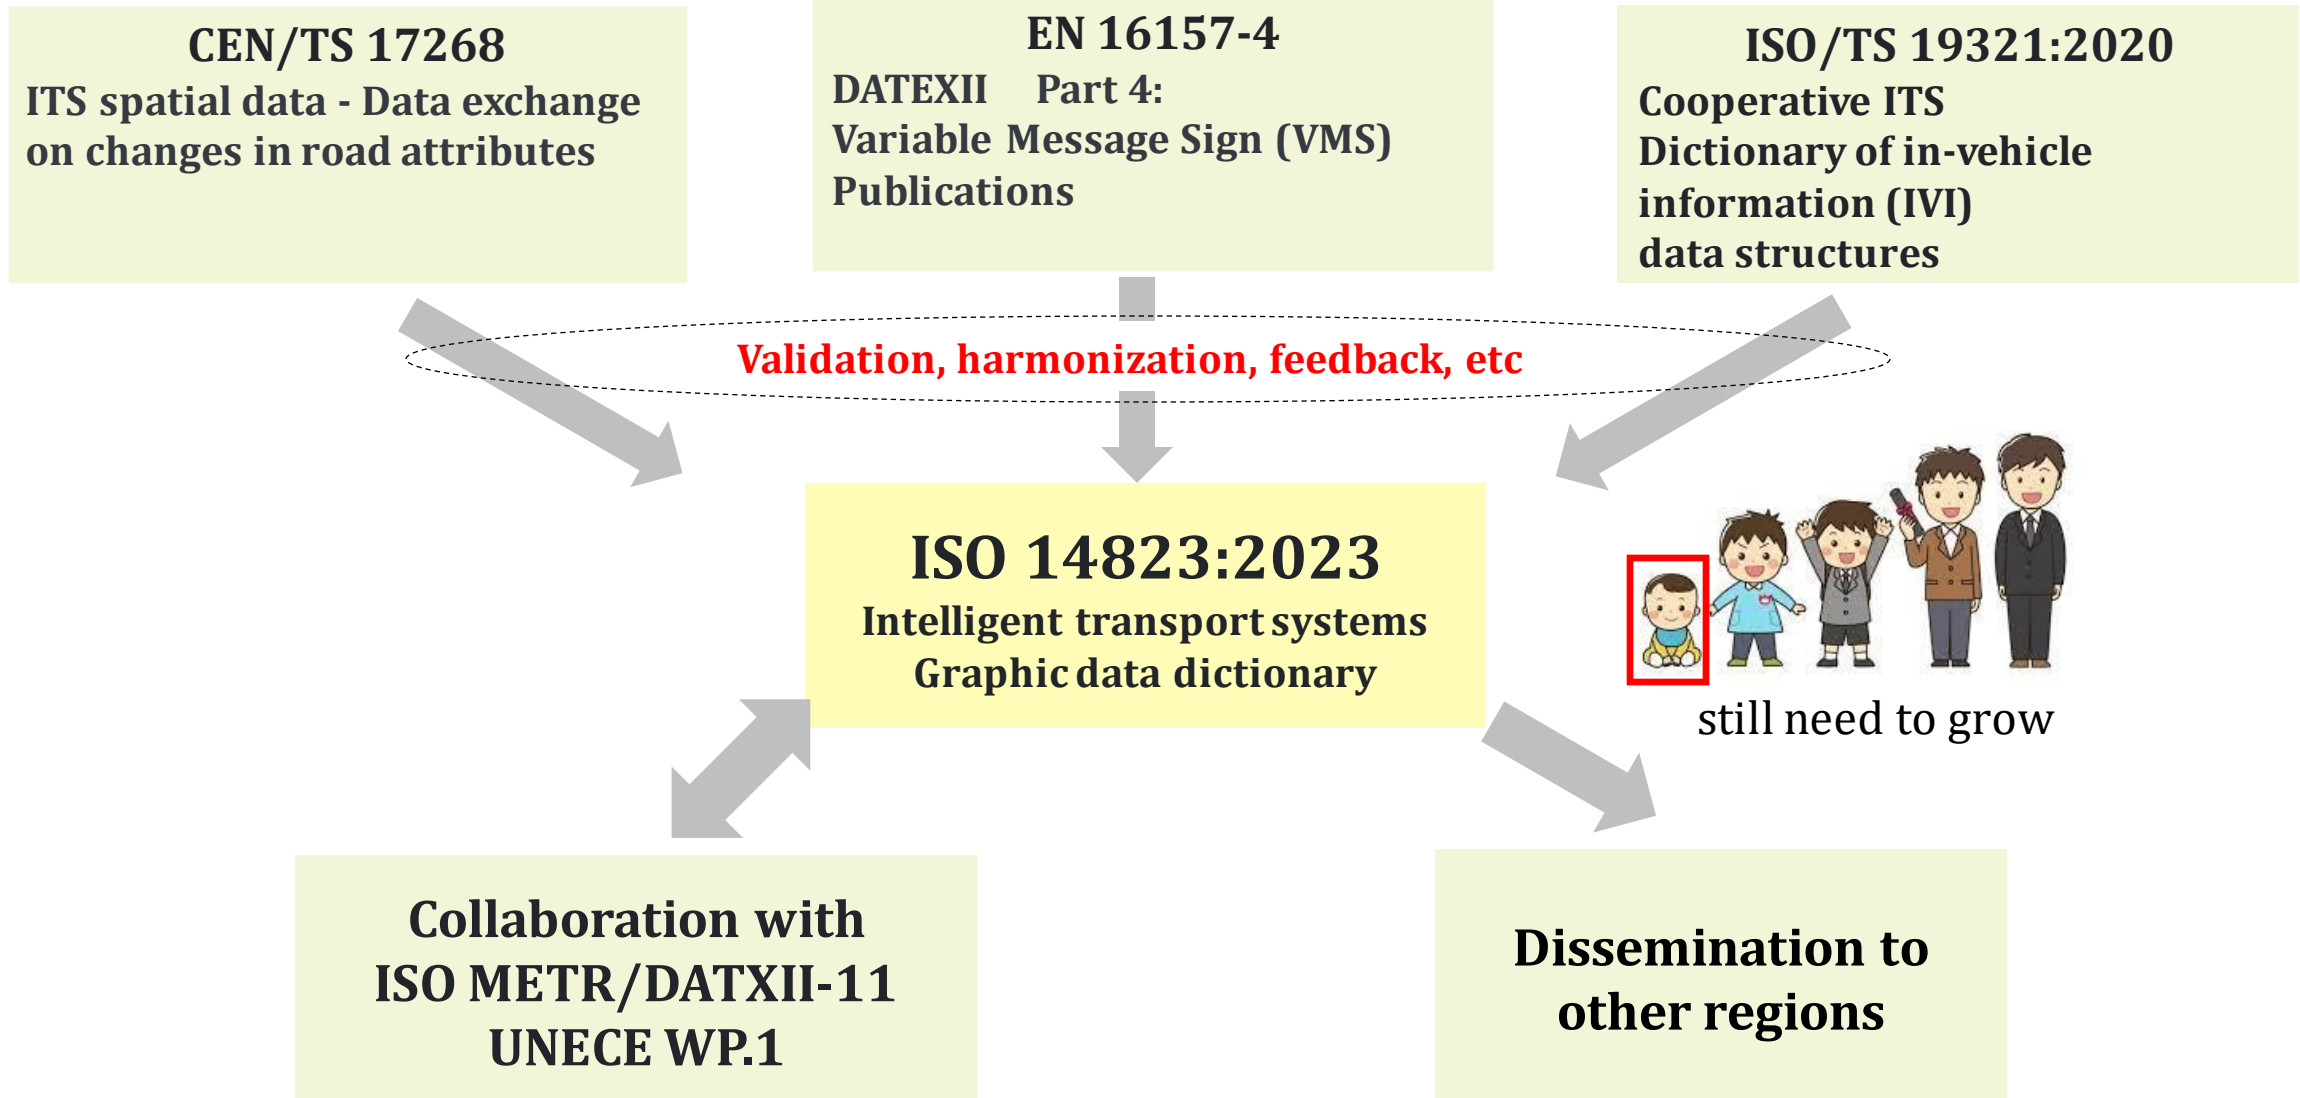 CEN/TS 17268
ITS spatial data - Data exchange
on changes in road attributes
EN 16157-4
DATEXII Part 4:
Variable Message Sign (VMS)
Publications
ISO/TS 19321:2020
Cooperative ITS
Dictionary of in-vehicle
information (IVI)
data structures
Validation, harmonization, feedback, etc
ISO 14823:2023
Intelligent transport systems
Graphic data dictionary
still need to grow
Collaboration with
ISO METR/DATXII-11
UNECE WP.1
Dissemination to
other regions